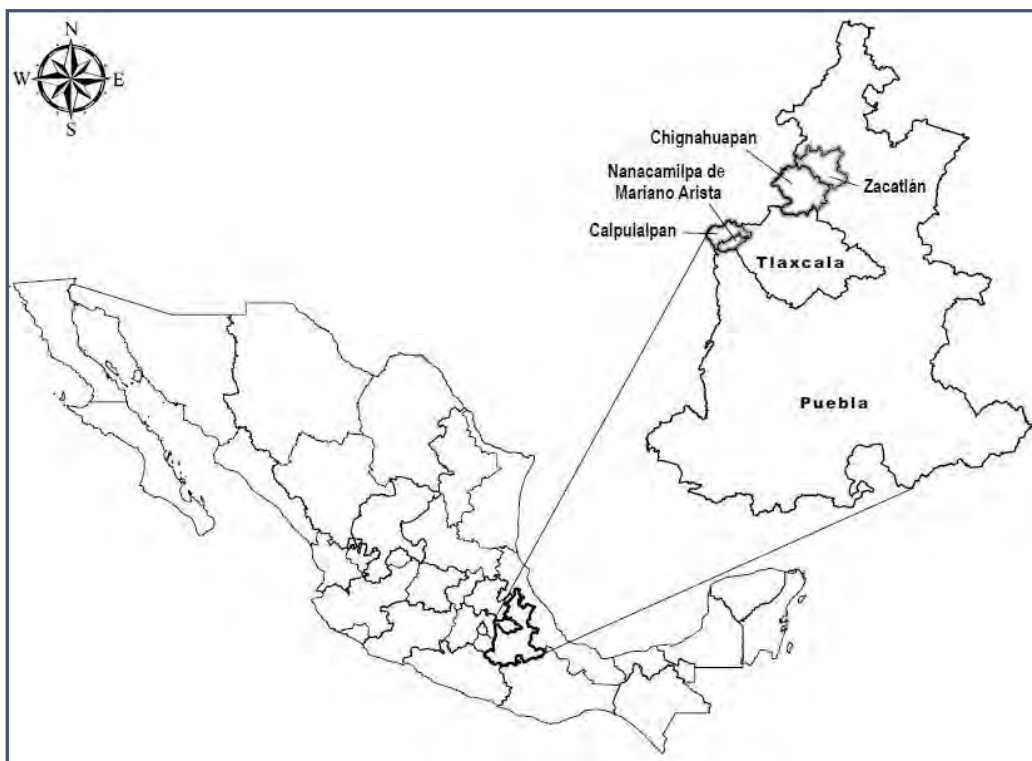 N
W E
S
Chignahuapan
Nanacamilpa de
Mariano Arista
Zacatlán
Calpulalpan
Tlaxcala
Puebla